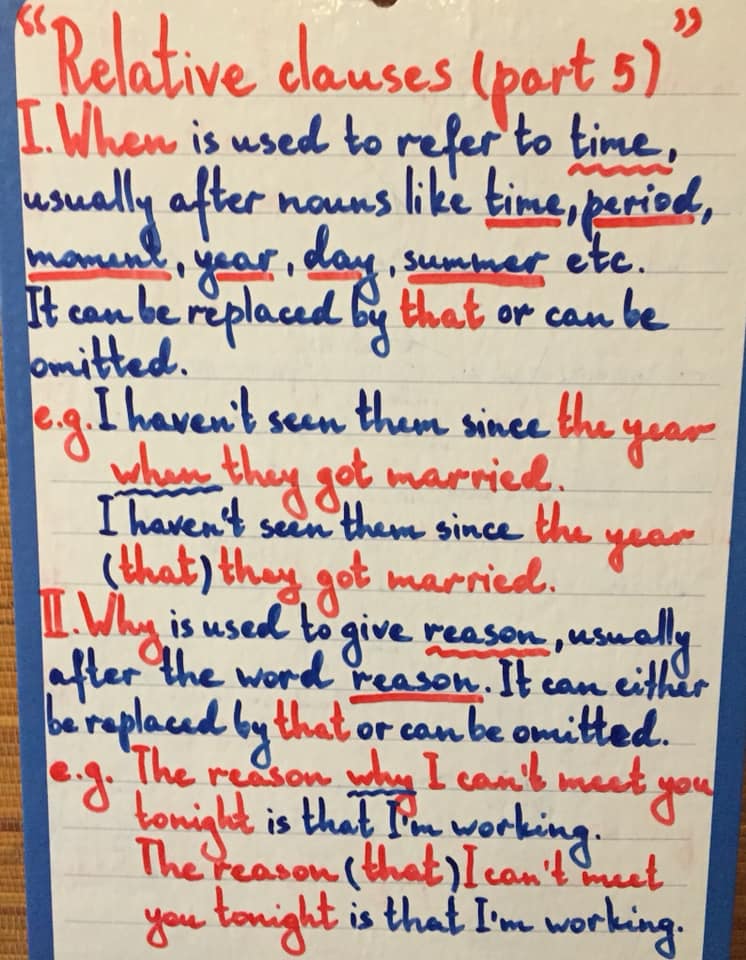 “Relative clauses (part 5)”
I. When is used to refer to time,
usually after nouns like time, period,
moment, year, day, summer etc.
It can be replaced by that or can be
omitted.
e.g. I haven't seen them since the year
when they got married.
I haven't seen them since the year
(that) they got married.
II. Why is used to give reason, usually
after the word reason. It can either
be replaced by that or can be omitted.
e.g. The reason why I can't meet you
tonight is that I'm working.
The reason (that) I can't meet
you tonight is that I'm working.